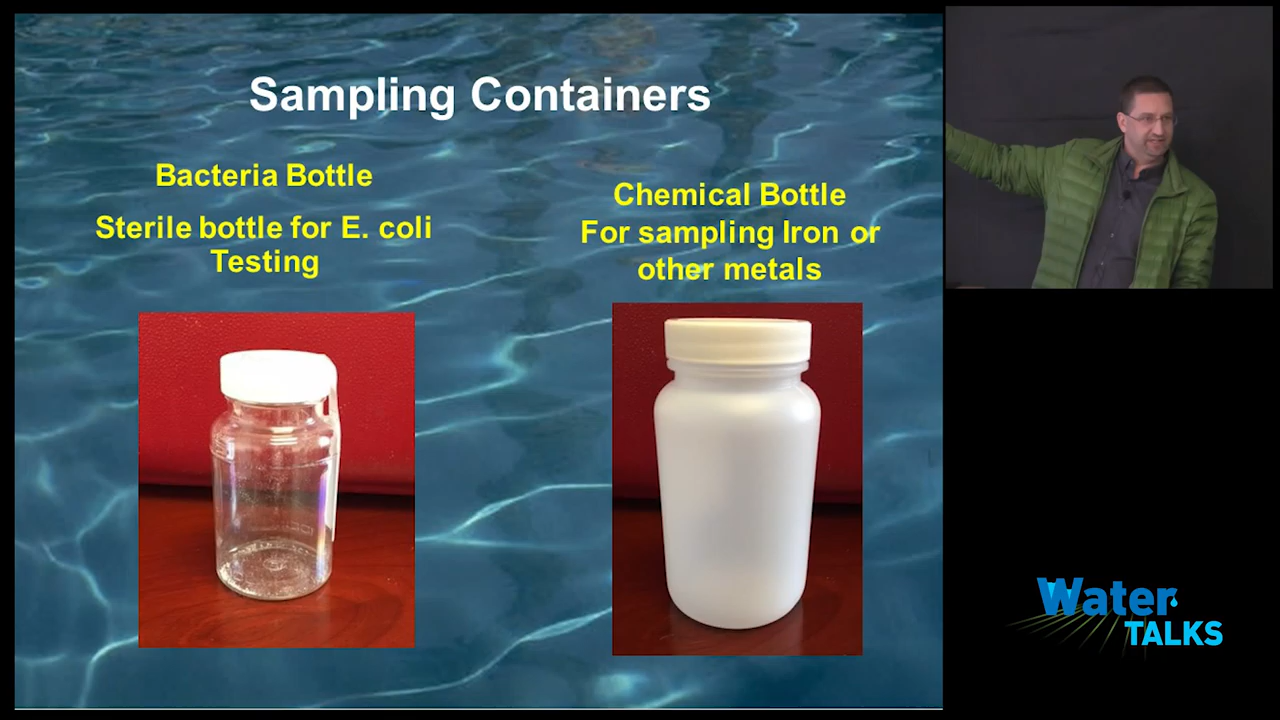 Sampling Containers
Bacteria Bottle
Sterile bottle for E. coli
Testing
Chemical Bottle
For sampling Iron or
other metals
Water
TALKS